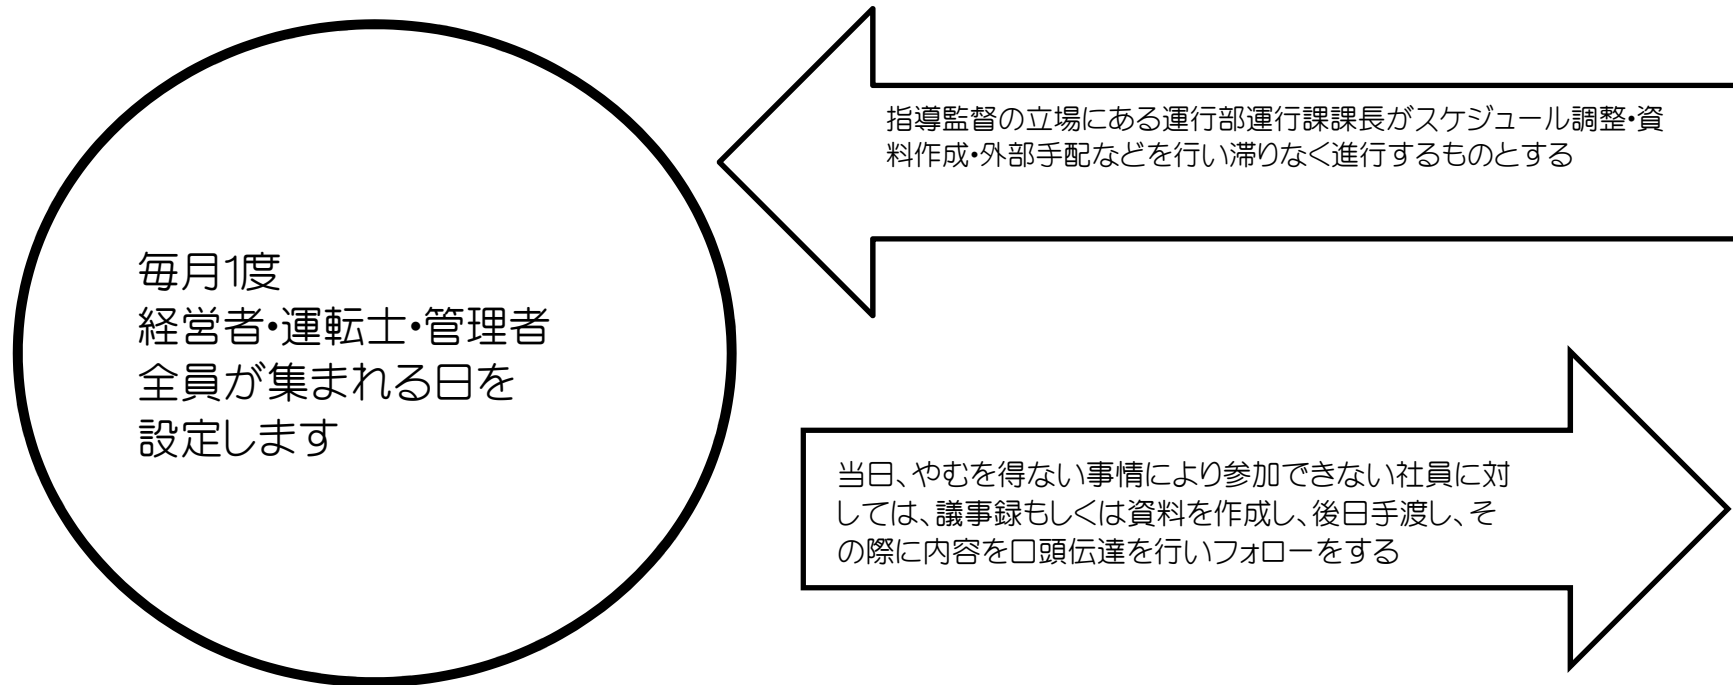 毎月1度
経営者・運転士・管理者
全員が集まれる日を
設定します
指導監督の立場にある運行部運行課課長がスケジュール調整・資
料作成・外部手配などを行い滞りなく進行するものとする
当日、やむを得ない事情により参加できない社員に対
しては、議事録もしくは資料を作成し、後日手渡し、そ
の際に内容を口頭伝達を行いフォローをする